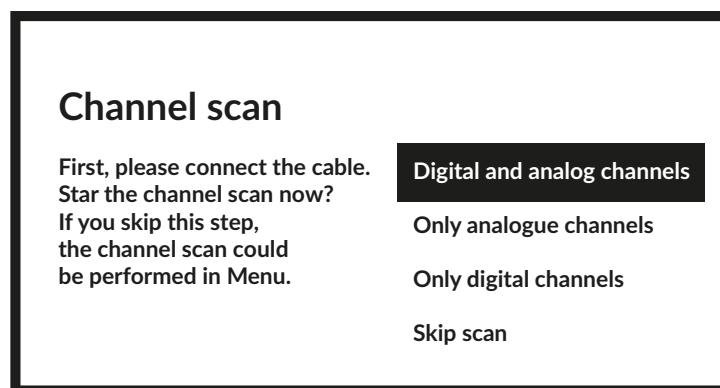 Channel scan
First, please connect the cable.
Star the channel scan now?
If you skip this step,
the channel scan could
be performed in Menu.
Digital and analog channels
Only analogue channels
Only digital channels
Skip scan